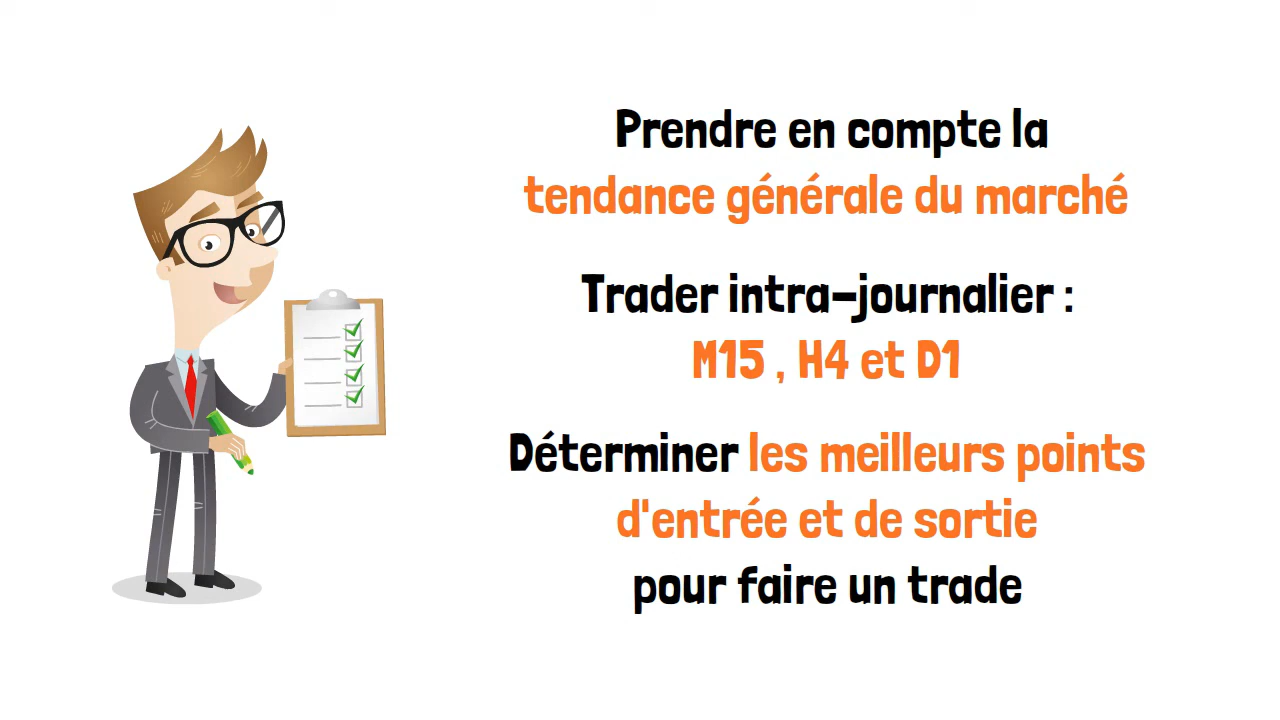 Prendre en compte la
tendance générale du marché
Trader intra-journalier :
M15 , H4 et D1
Déterminer les meilleurs points
d'entrée et de sortie
pour faire un trade